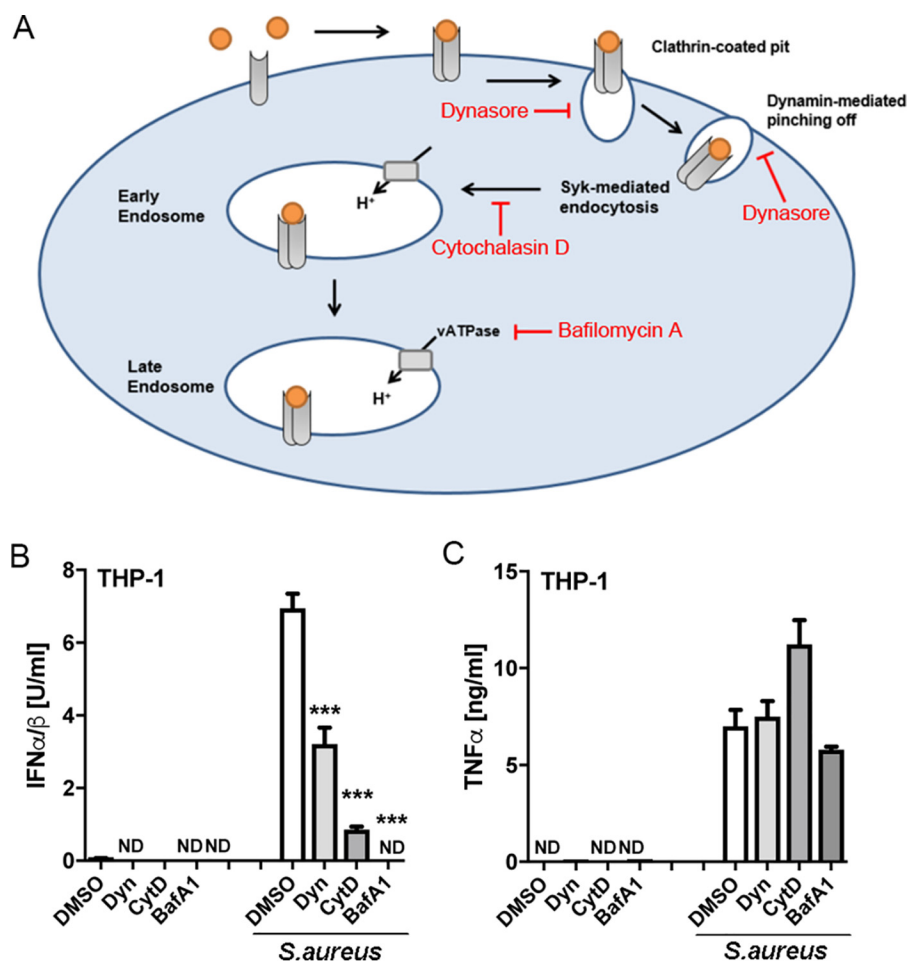 A
Clathrin-coated pit
Dynasore
Dynamin-mediated
pinching off
Early
Endosome
H⁺
Syk-mediated
endocytosis
Dynasore
Cytochalasin D
vATPase
Bafilomycin A
Late
Endosome
H⁺
B
THP-1
IFNα/β [U/ml]
8
6
4
2
0
ND
ND
ND
***
***
***
ND
DMSO
Dyn
CytD
BafA1
DMSO
Dyn
CytD
BafA1
S.aureus
C
THP-1
TNFα [ng/ml]
15
10
5
0
ND
ND
ND
DMSO
Dyn
CytD
BafA1
DMSO
Dyn
CytD
BafA1
S.aureus